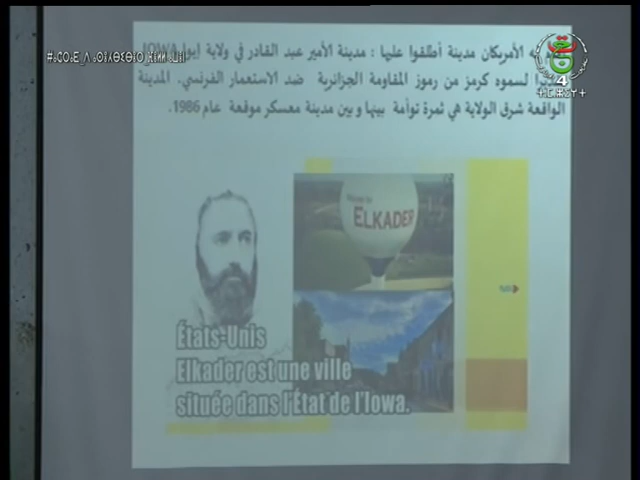 الأمريكان مدينة أطلقوا عليها : مدينة الأمير عبد القادر في ولاية أيوا IOWA
لسموه كرمز من رموز المقاومة الجزائرية ضد الاستعمار الفرنسي. المدينة
الواقعة شرق الولاية هي ثمرة توأمة بينها و بين مدينة معسكر موقعة عام 1986.
4
ELKADER
États-Unis
Elkader est une ville
située dans l'État de l'Iowa.